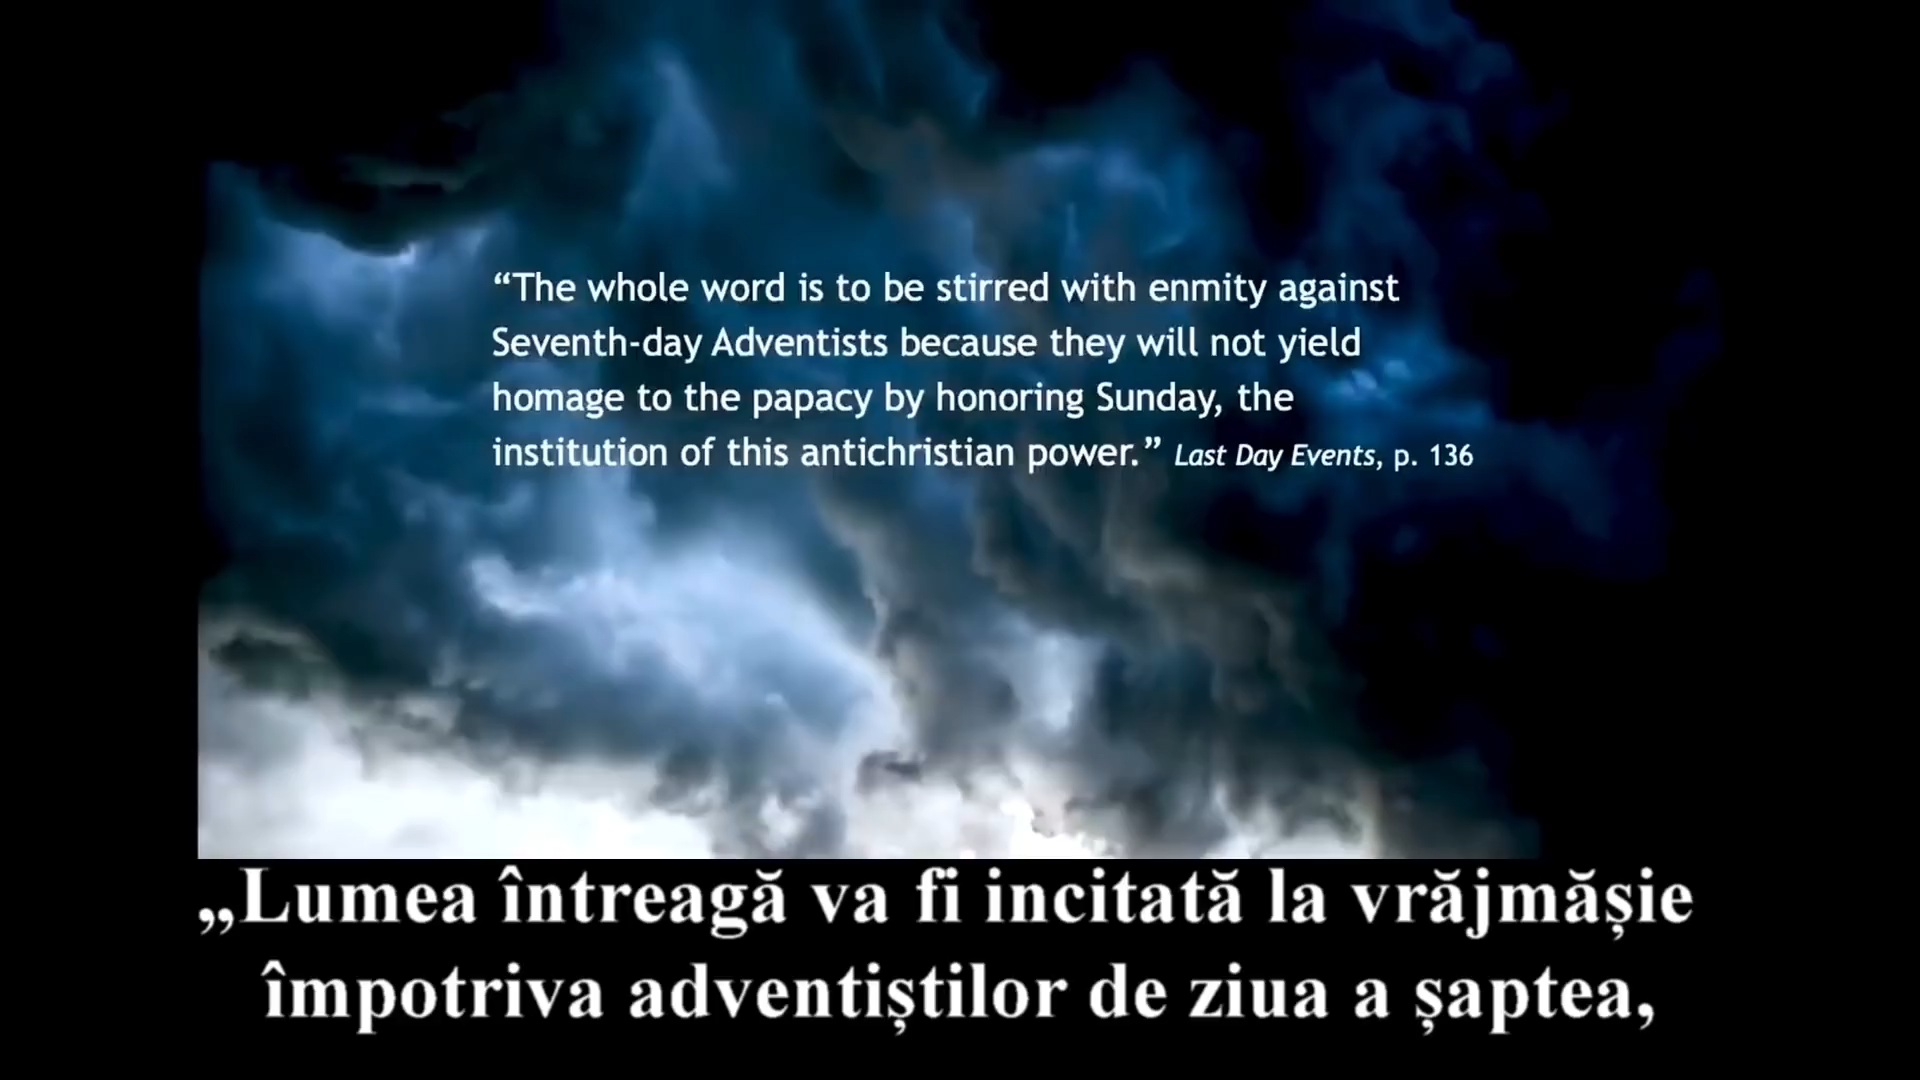 “The whole word is to be stirred with enmity against
Seventh-day Adventists because they will not yield
homage to the papacy by honoring Sunday, the
institution of this antichristian power.” Last Day Events, p. 136
„Lumea întreagă va fi incitată la vrăjmășie
împotriva adventiștilor de ziua a șaptea,